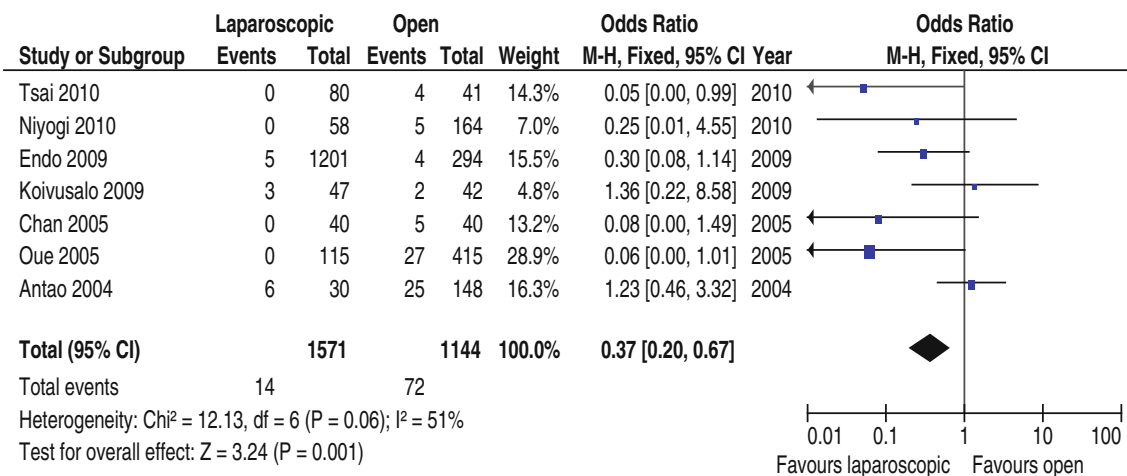 Laparoscopic Open Odds Ratio Odds Ratio
Study or Subgroup Events Total Events Total Weight M-H, Fixed, 95% CI Year M-H, Fixed, 95% CI
Tsai 2010 0 80 4 41 14.3% 0.05 [0.00, 0.99] 2010
Niyogi 2010 0 58 5 164 7.0% 0.25 [0.01, 4.55] 2010
Endo 2009 5 1201 4 294 15.5% 0.30 [0.08, 1.14] 2009
Koivusalo 2009 3 47 2 42 4.8% 1.36 [0.22, 8.58] 2009
Chan 2005 0 40 5 40 13.2% 0.08 [0.00, 1.49] 2005
Oue 2005 0 115 27 415 28.9% 0.06 [0.00, 1.01] 2005
Antao 2004 6 30 25 148 16.3% 1.23 [0.46, 3.32] 2004
Total (95% CI) 1571 1144 100.0% 0.37 [0.20, 0.67]
Total events 14 72
Heterogeneity: Chi² = 12.13, df = 6 (P = 0.06); I² = 51%
Test for overall effect: Z = 3.24 (P = 0.001)
0.01 0.1 1 10 100
Favours laparoscopic Favours open